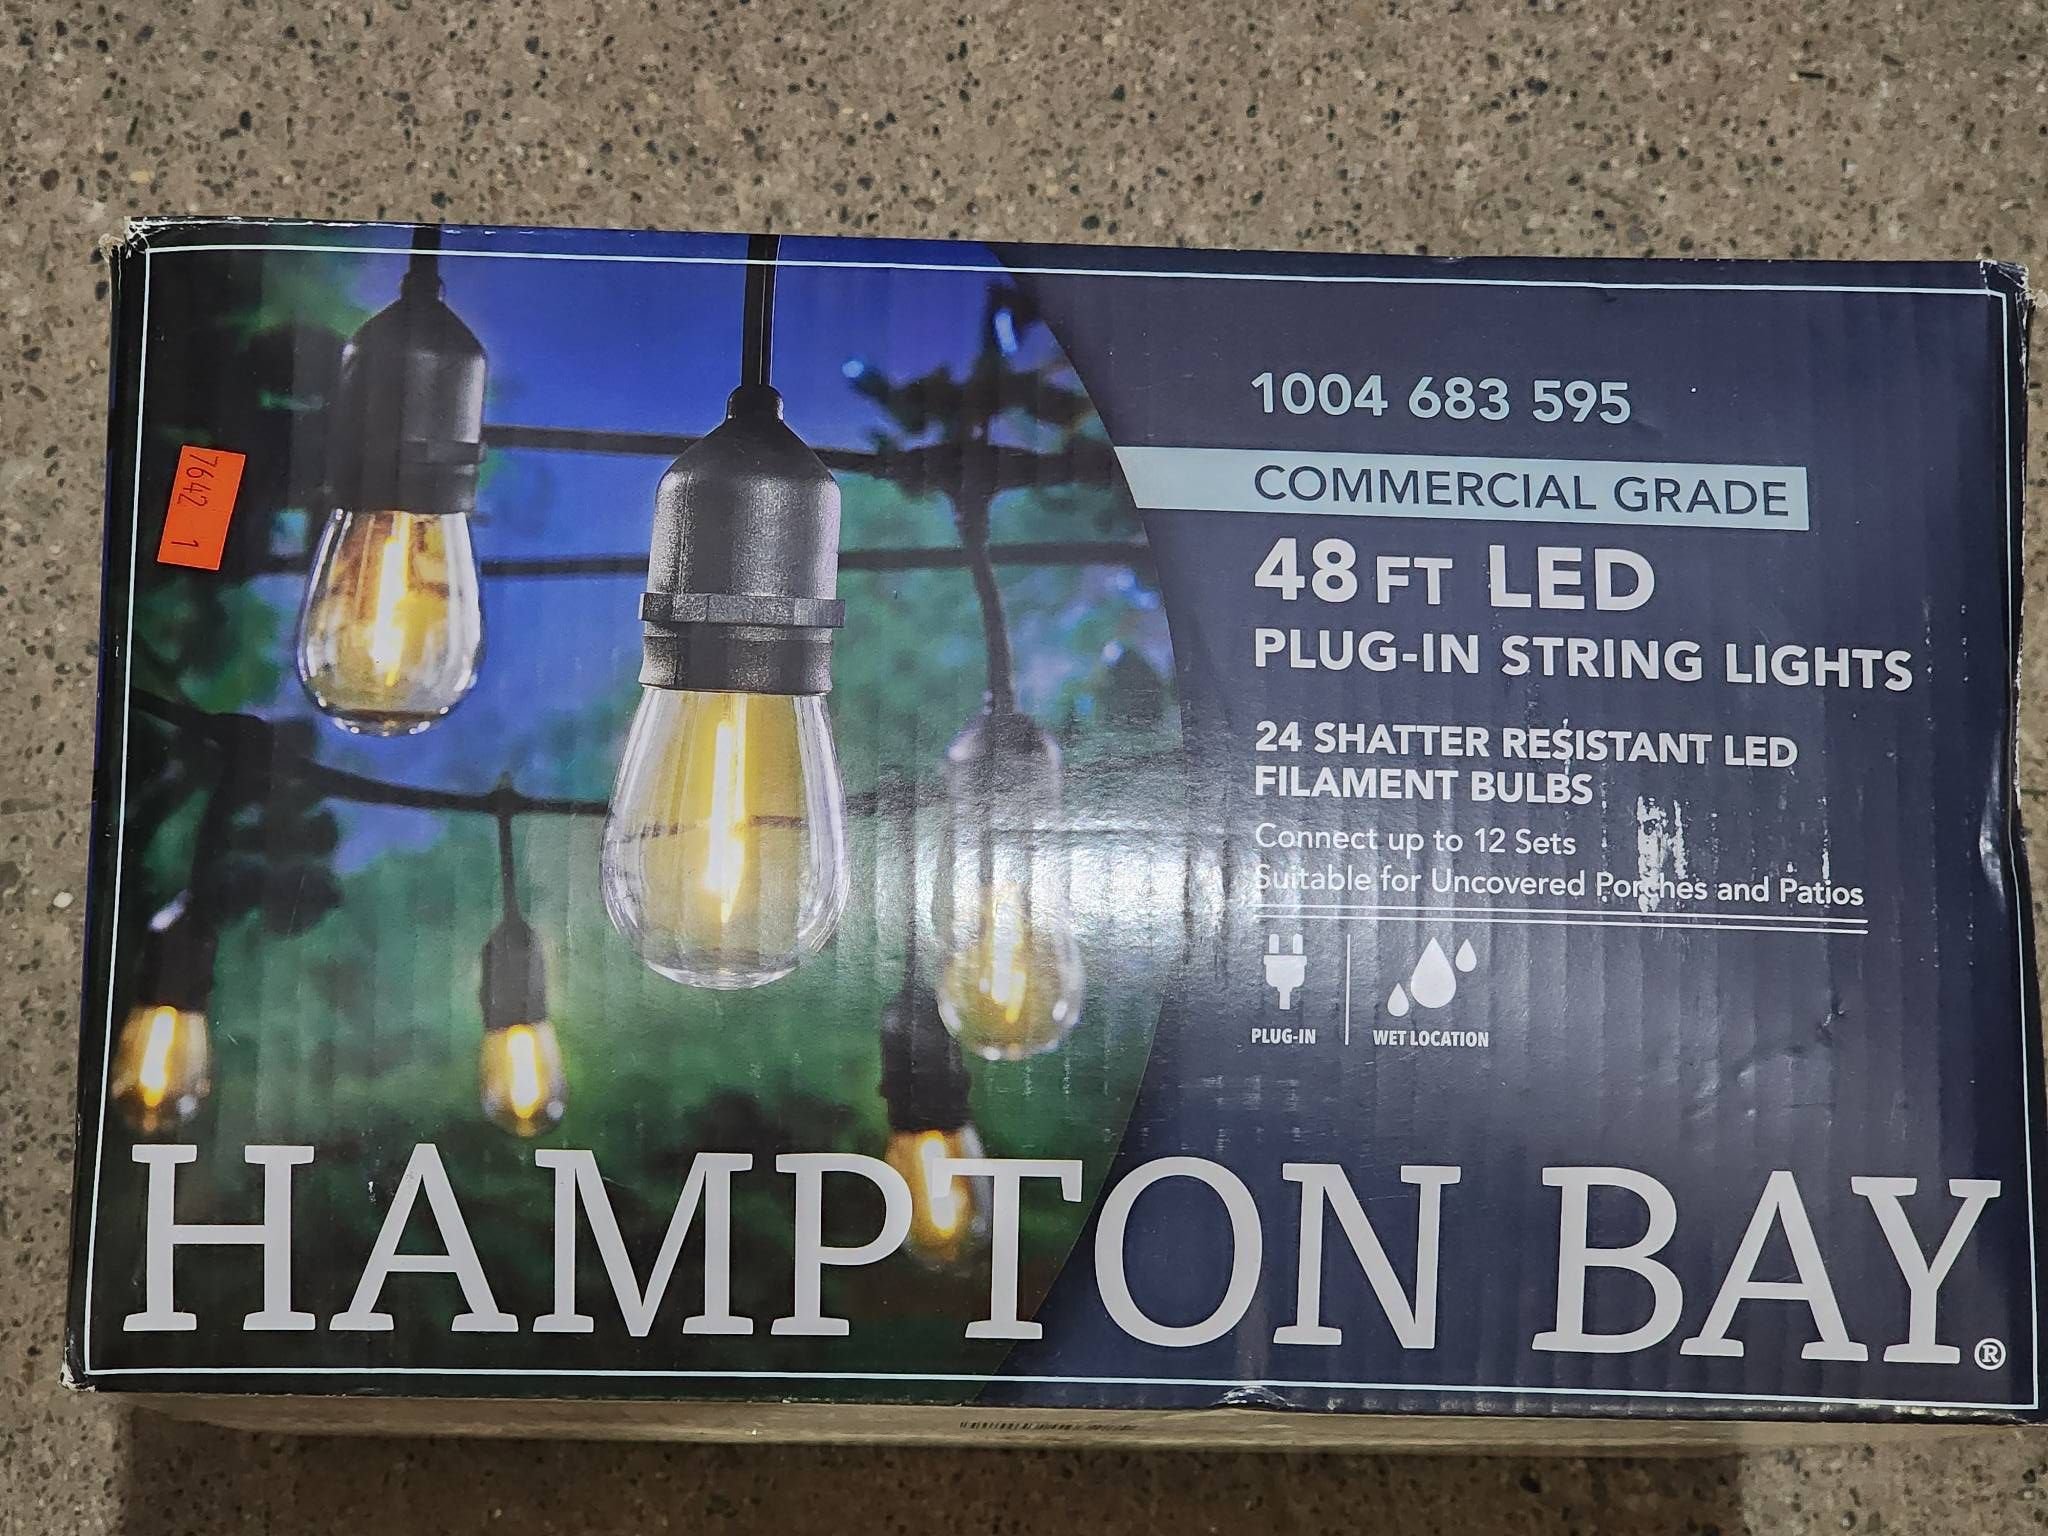 1004 683 595
COMMERCIAL GRADE
48 FT LED
PLUG-IN STRING LIGHTS
24 SHATTER RESISTANT LED
FILAMENT BULBS
Connect up to 12 Sets
Suitable for Uncovered Porches and Patios
PLUG-IN
WET LOCATION
7642 1
HAMPTON BAY®